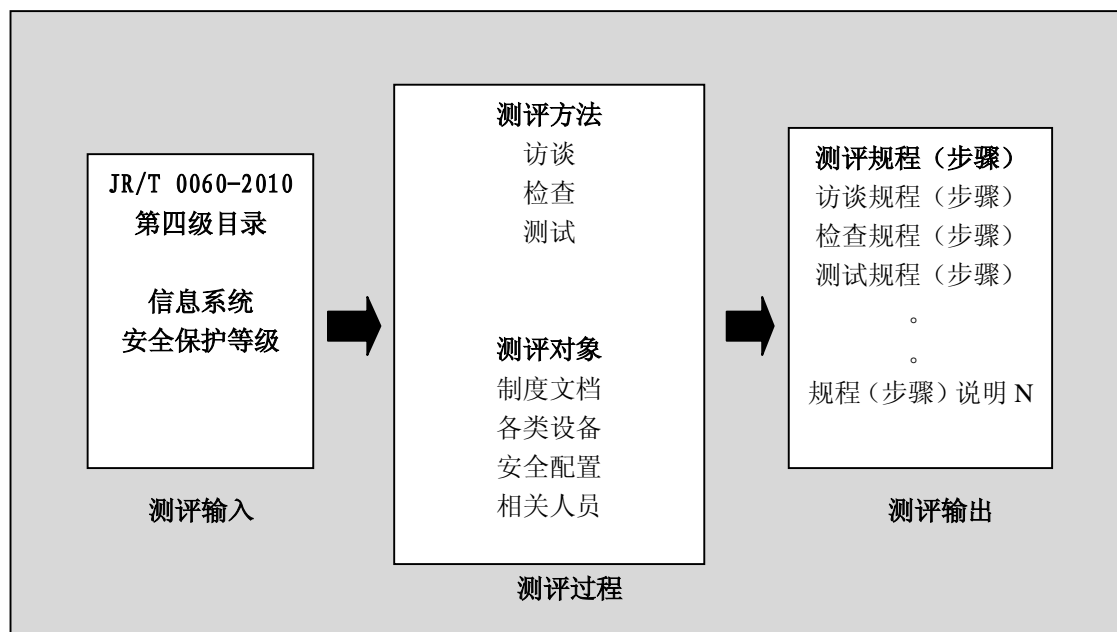 JR/T 0060-2010
第四级目录
信息系统
安全保护等级
测评输入
测评方法
访谈
检查
测试
测评对象
制度文档
各类设备
安全配置
相关人员
测评过程
测评规程（步骤）
访谈规程（步骤）
检查规程（步骤）
测试规程（步骤）
。
。
规程（步骤）说明 N
测评输出